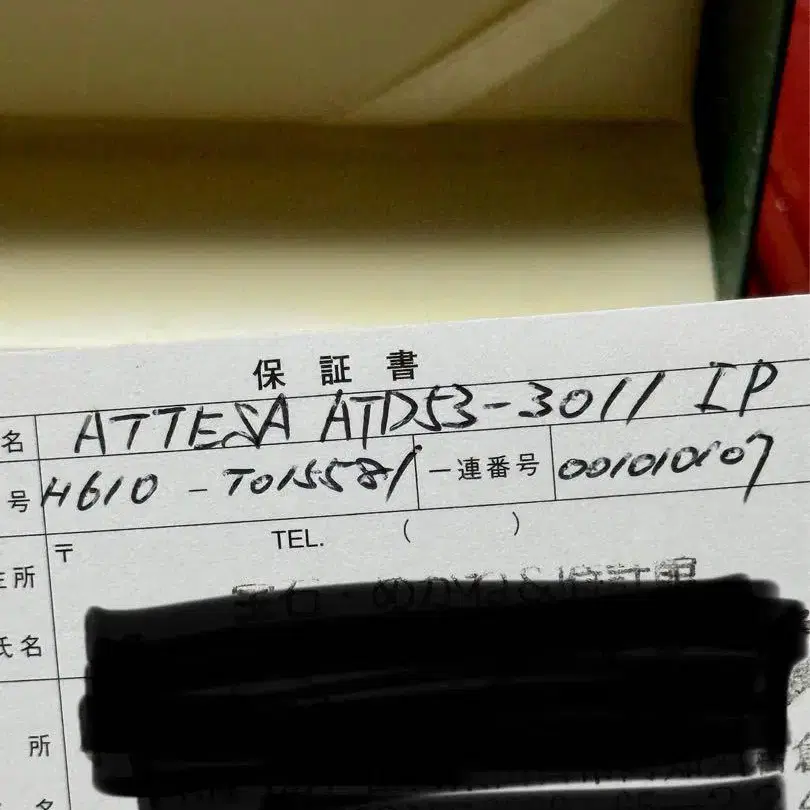 保証書
名 ATTESA ATD53-3011 IP
号 H610-T015581 一連番号 001010107
〒 TEL. ( )
所
氏名
所
名